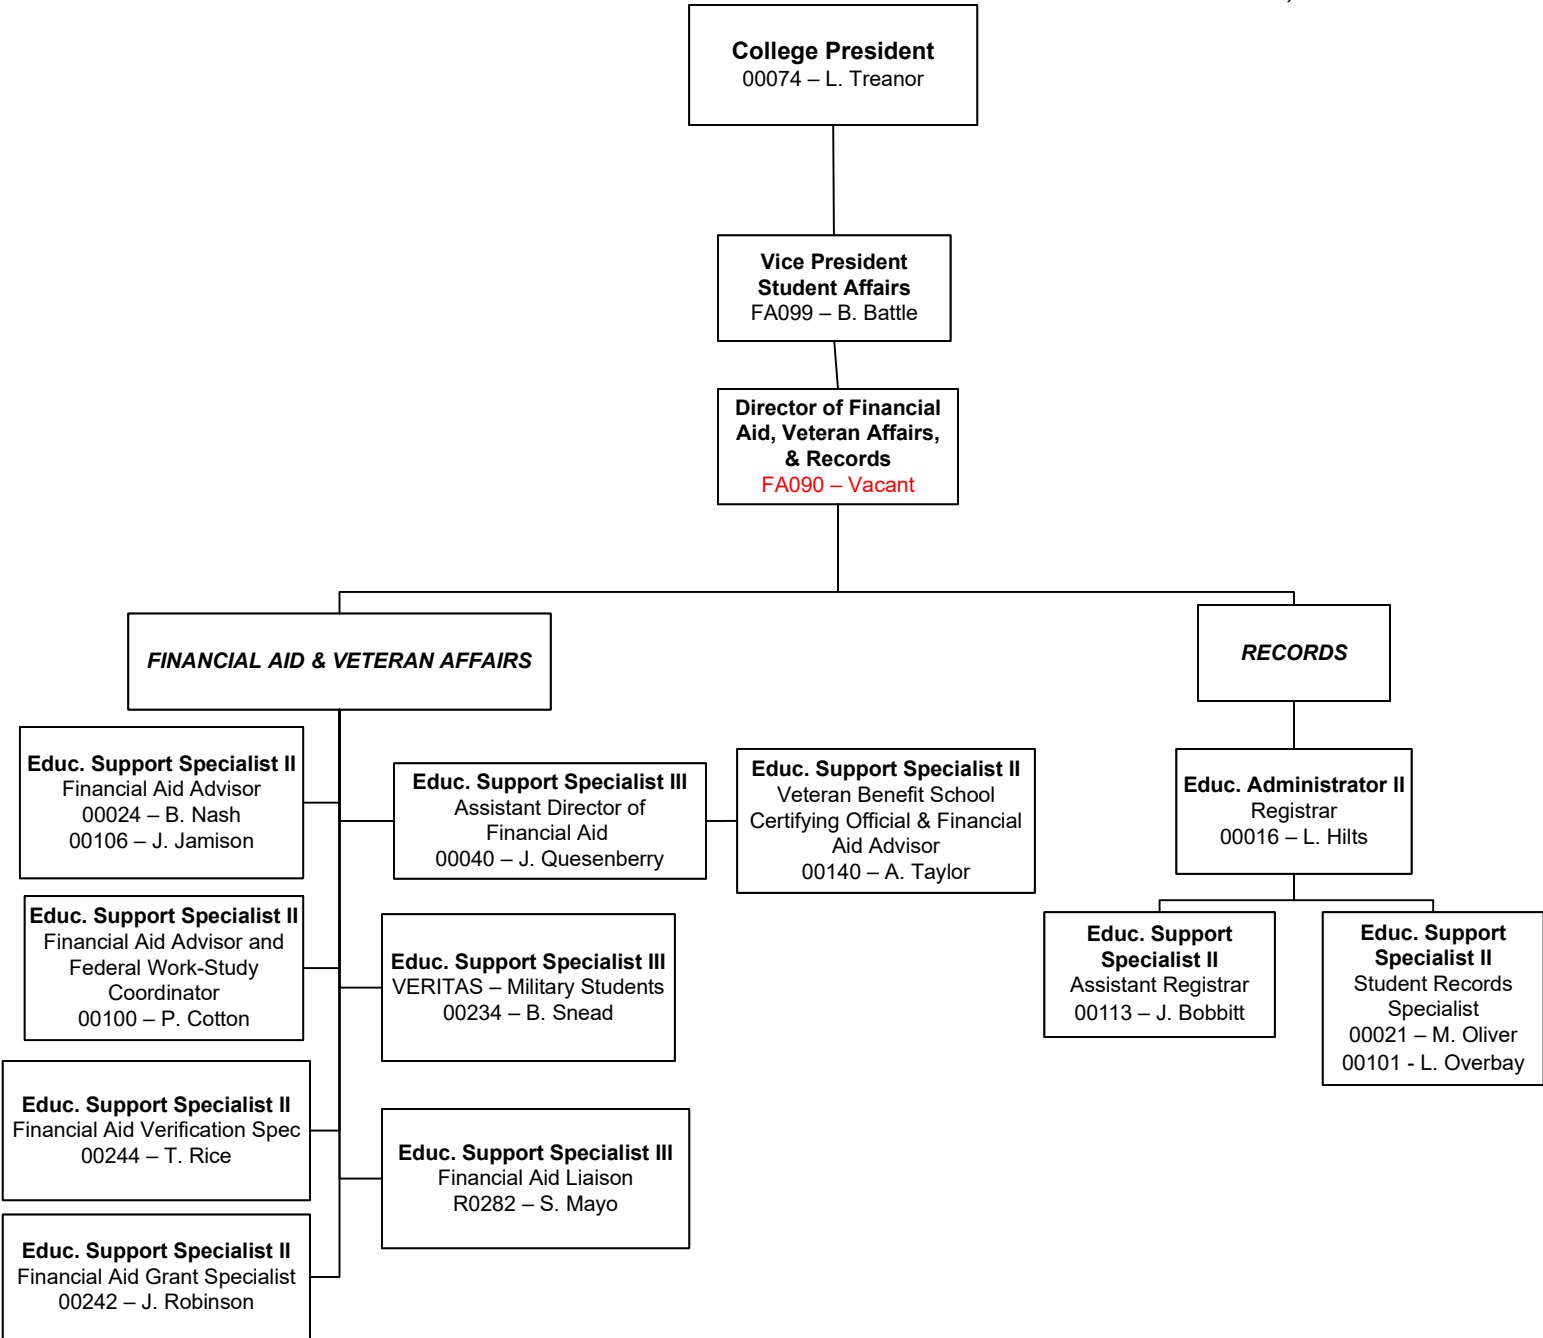 College President
00074 – L. Treanor
Vice President
Student Affairs
FA099 – B. Battle
Director of Financial
Aid, Veteran Affairs,
& Records
FA090 – Vacant
FINANCIAL AID & VETERAN AFFAIRS
RECORDS
Educ. Support Specialist II
Financial Aid Advisor
00024 – B. Nash
00106 – J. Jamison
Educ. Support Specialist III
Assistant Director of
Financial Aid
00040 – J. Quesenberry
Educ. Support Specialist II
Veteran Benefit School
Certifying Official & Financial
Aid Advisor
00140 – A. Taylor
Educ. Administrator II
Registrar
00016 – L. Hilts
Educ. Support Specialist II
Financial Aid Advisor and
Federal Work-Study
Coordinator
00100 – P. Cotton
Educ. Support Specialist III
VERITAS – Military Students
00234 – B. Snead
Educ. Support
Specialist II
Assistant Registrar
00113 – J. Bobbitt
Educ. Support
Specialist II
Student Records
Specialist
00021 – M. Oliver
00101 - L. Overbay
Educ. Support Specialist II
Financial Aid Verification Spec
00244 – T. Rice
Educ. Support Specialist III
Financial Aid Liaison
R0282 – S. Mayo
Educ. Support Specialist II
Financial Aid Grant Specialist
00242 – J. Robinson